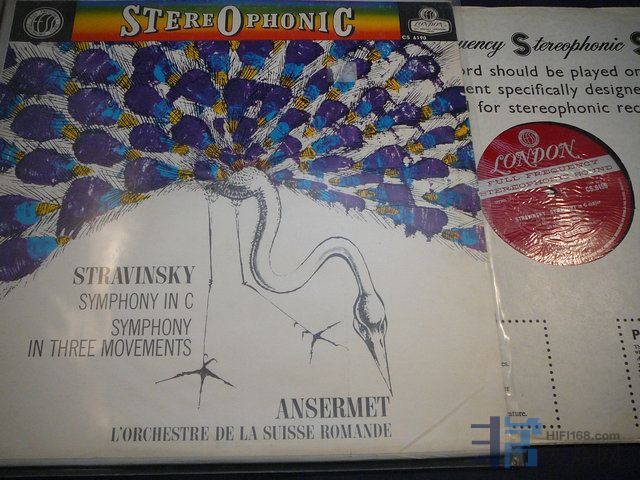 STEREOPHONIC
LONDON
CS 6190
STRAVINSKY
SYMPHONY IN C
SYMPHONY
IN THREE MOVEMENTS
ANSERMET
L'ORCHESTRE DE LA SUISSE ROMANDE
uency Stereophonic S
ord should be played o
ent specifically designe
for stereophonic rec
LONDON
FULL FREQUENCY
STEREOPHONIC SOUND
CS 6190
HIFI168.com